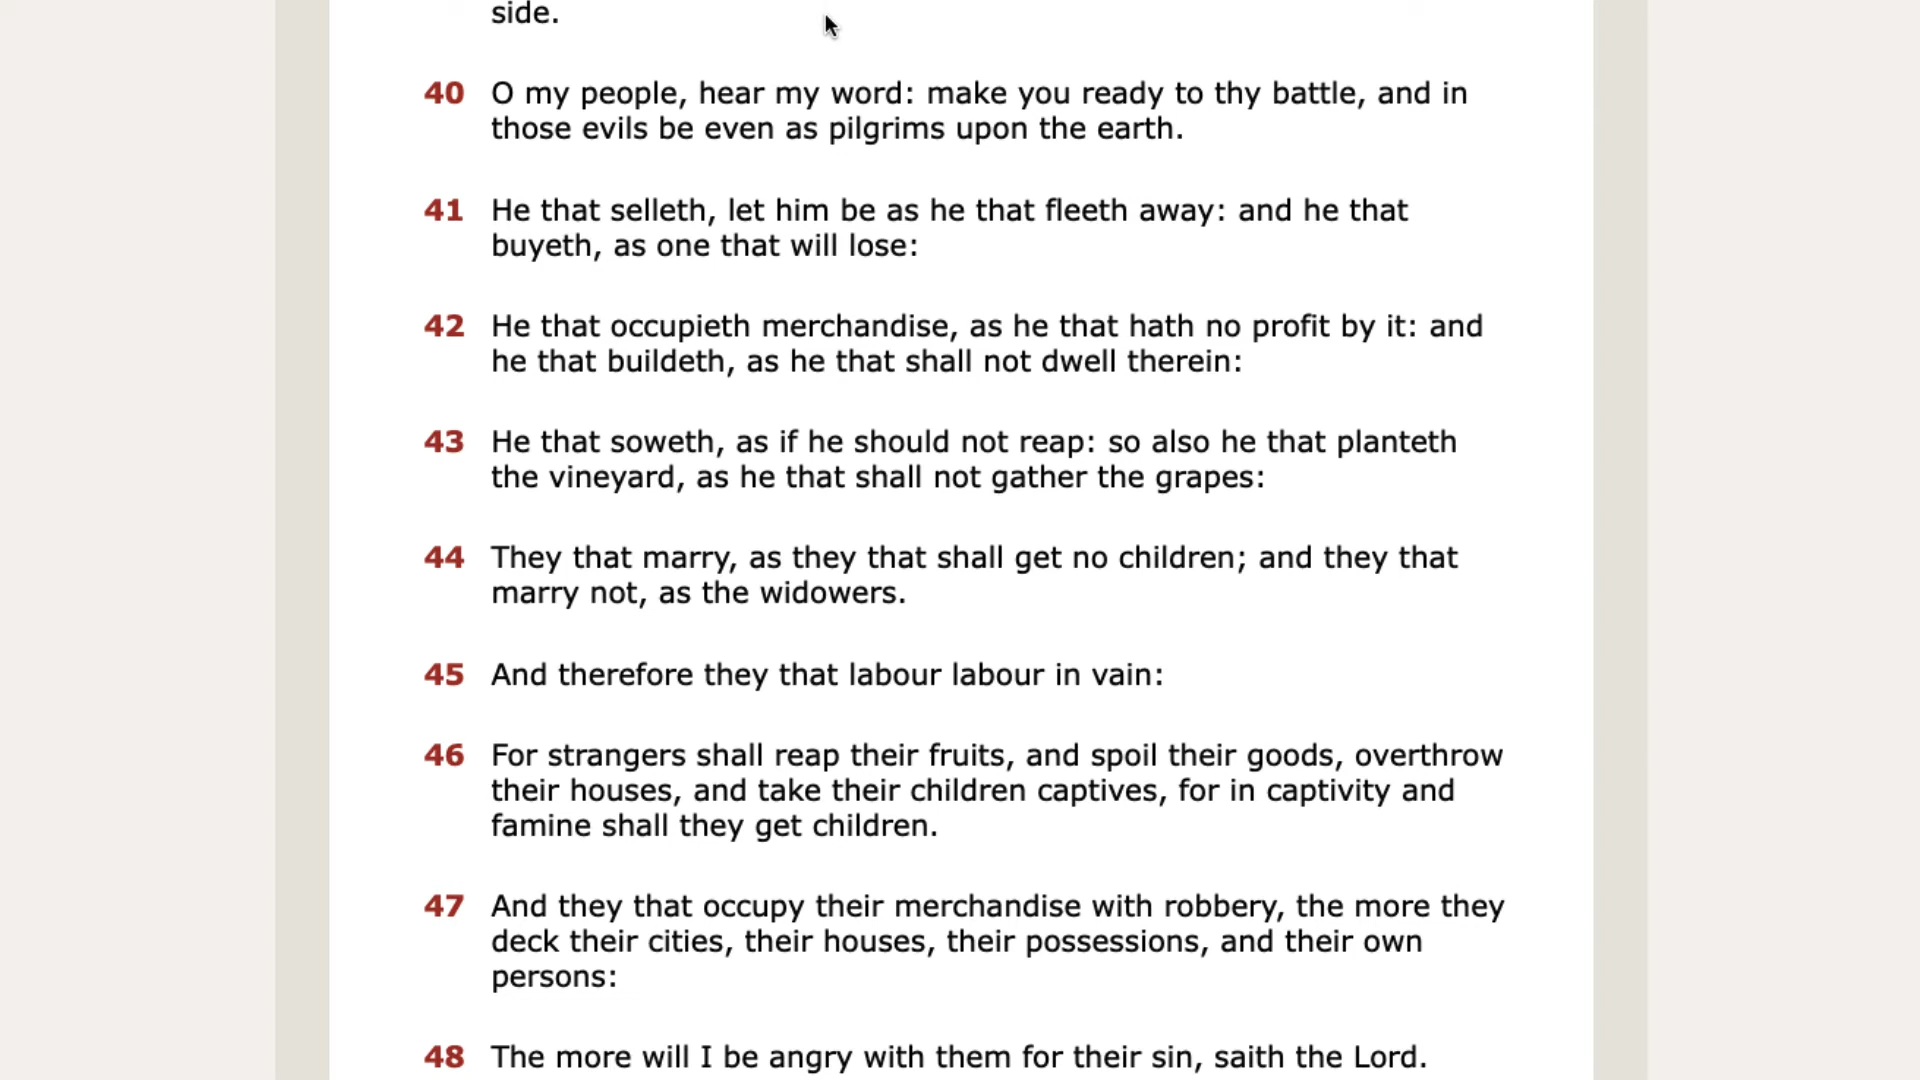 side.
40 O my people, hear my word: make you ready to thy battle, and in
those evils be even as pilgrims upon the earth.
41 He that selleth, let him be as he that fleeth away: and he that
buyeth, as one that will lose:
42 He that occupieth merchandise, as he that hath no profit by it: and
he that buildeth, as he that shall not dwell therein:
43 He that soweth, as if he should not reap: so also he that planteth
the vineyard, as he that shall not gather the grapes:
44 They that marry, as they that shall get no children; and they that
marry not, as the widowers.
45 And therefore they that labour labour in vain:
46 For strangers shall reap their fruits, and spoil their goods, overthrow
their houses, and take their children captives, for in captivity and
famine shall they get children.
47 And they that occupy their merchandise with robbery, the more they
deck their cities, their houses, their possessions, and their own
persons:
48 The more will I be angry with them for their sin, saith the Lord.